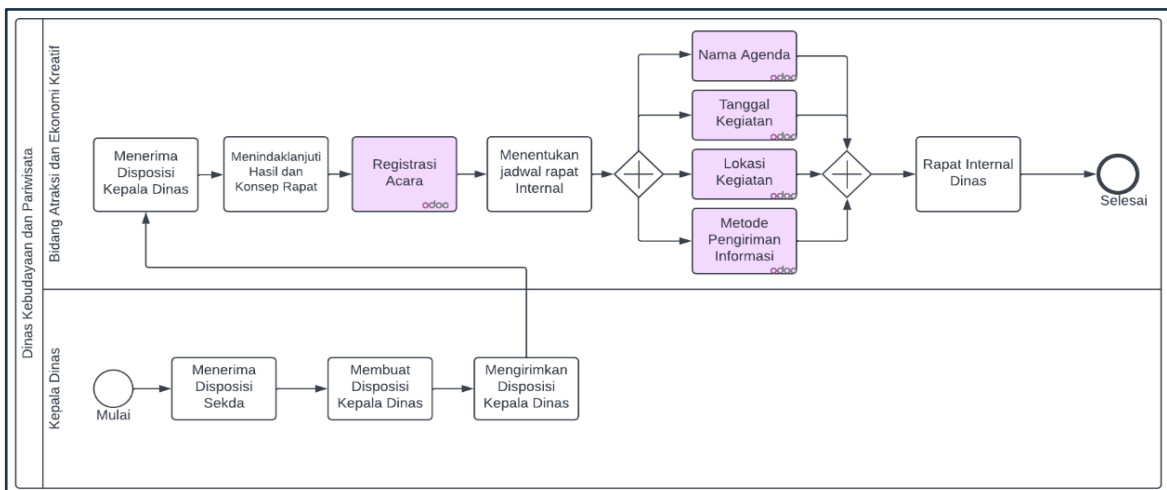 Dinas Kebudayaan dan Pariwisata
Bidang Atraksi dan Ekonomi Kreatif
Menerima
Disposisi
Kepala Dinas
Menindaklanjuti
Hasil dan
Konsep Rapat
Registrasi
Acara
odoo
Menentukan
jadwal rapat
Internal
Nama Agenda
odoo
Tanggal
Kegiatan
odoo
Lokasi
Kegiatan
odoo
Metode
Pengiriman
Informasi
odoo
Rapat Internal
Dinas
Selesai
Kepala Dinas
Mulai
Menerima
Disposisi
Sekda
Membuat
Disposisi
Kepala Dinas
Mengirimkan
Disposisi
Kepala Dinas